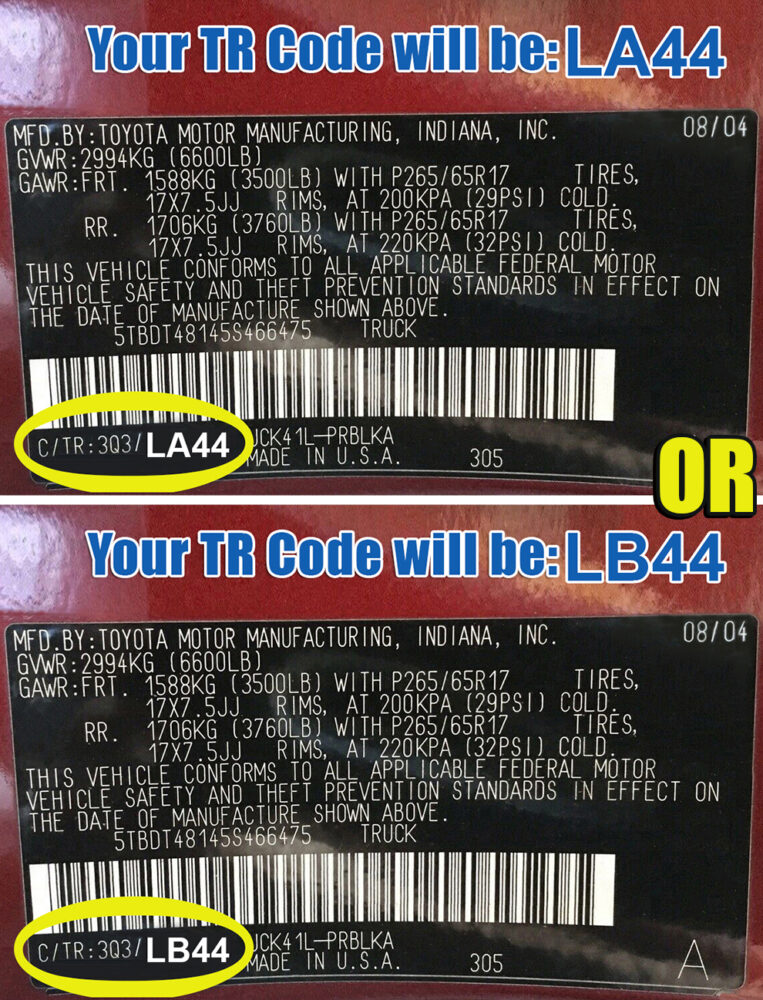 Your TR Code will be: LA44
MFD.BY:TOYOTA MOTOR MANUFACTURING, INDIANA, INC. 08/04
GVWR:2994KG (6600LB)
GAWR:FRT. 1588KG (3500LB) WITH P265/65R17 TIRES,
17X7.5JJ RIMS, AT 200KPA (29PSI) COLD.
RR. 1706KG (3760LB) WITH P265/65R17 TIRES,
17X7.5JJ RIMS, AT 220KPA (32PSI) COLD.
THIS VEHICLE CONFORMS TO ALL APPLICABLE FEDERAL MOTOR
VEHICLE SAFETY AND THEFT PREVENTION STANDARDS IN EFFECT ON
THE DATE OF MANUFACTURE SHOWN ABOVE.
5TBDT48145S466475 TRUCK
C/TR:3Q3/LA44 UCK41L-PRBLKA
MADE IN U.S.A. 305
OR
Your TR Code will be: LB44
MFD.BY:TOYOTA MOTOR MANUFACTURING, INDIANA, INC. 08/04
GVWR:2994KG (6600LB)
GAWR:FRT. 1588KG (3500LB) WITH P265/65R17 TIRES,
17X7.5JJ RIMS, AT 200KPA (29PSI) COLD.
RR. 1706KG (3760LB) WITH P265/65R17 TIRES,
17X7.5JJ RIMS, AT 220KPA (32PSI) COLD.
THIS VEHICLE CONFORMS TO ALL APPLICABLE FEDERAL MOTOR
VEHICLE SAFETY AND THEFT PREVENTION STANDARDS IN EFFECT ON
THE DATE OF MANUFACTURE SHOWN ABOVE.
5TBDT48145S466475 TRUCK
C/TR:3Q3/LB44 UCK41L-PRBLKA
MADE IN U.S.A. 305 A